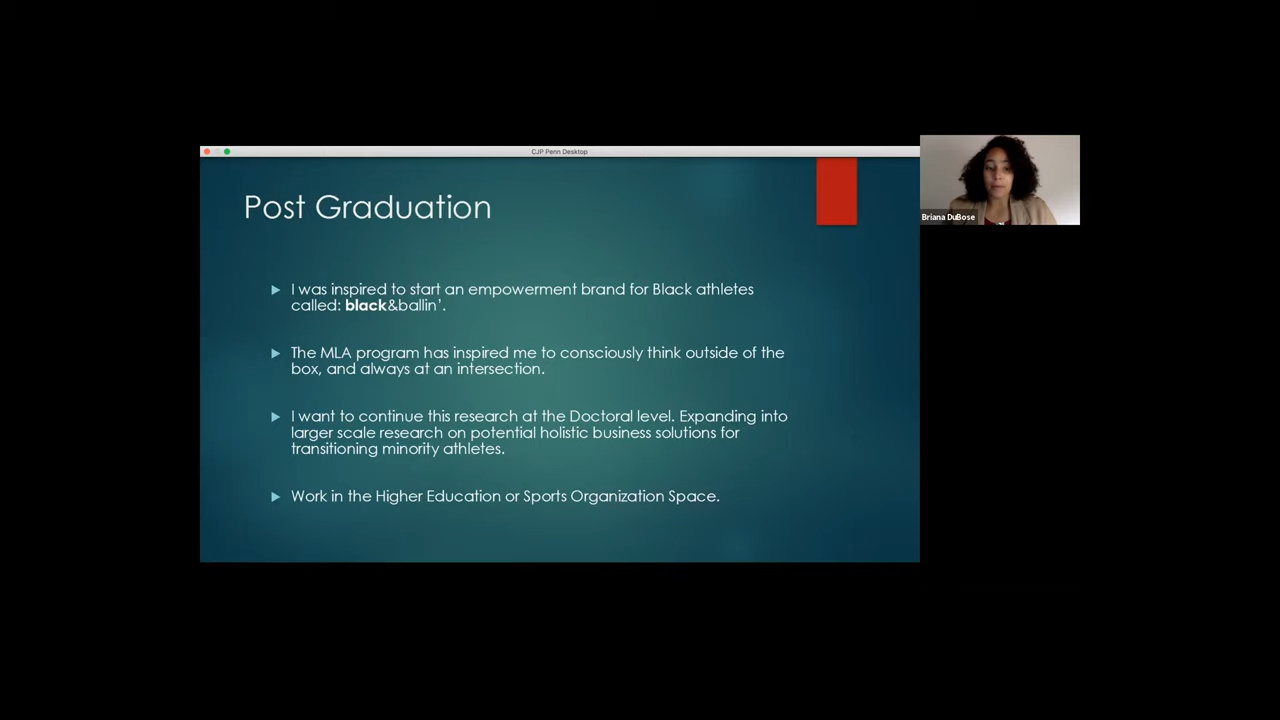 CJP Penn Desktop
Post Graduation
I was inspired to start an empowerment brand for Black athletes
called: black&ballin'.
The MLA program has inspired me to consciously think outside of the
box, and always at an intersection.
I want to continue this research at the Doctoral level. Expanding into
larger scale research on potential holistic business solutions for
transitioning minority athletes.
Work in the Higher Education or Sports Organization Space.
Briana DuBose